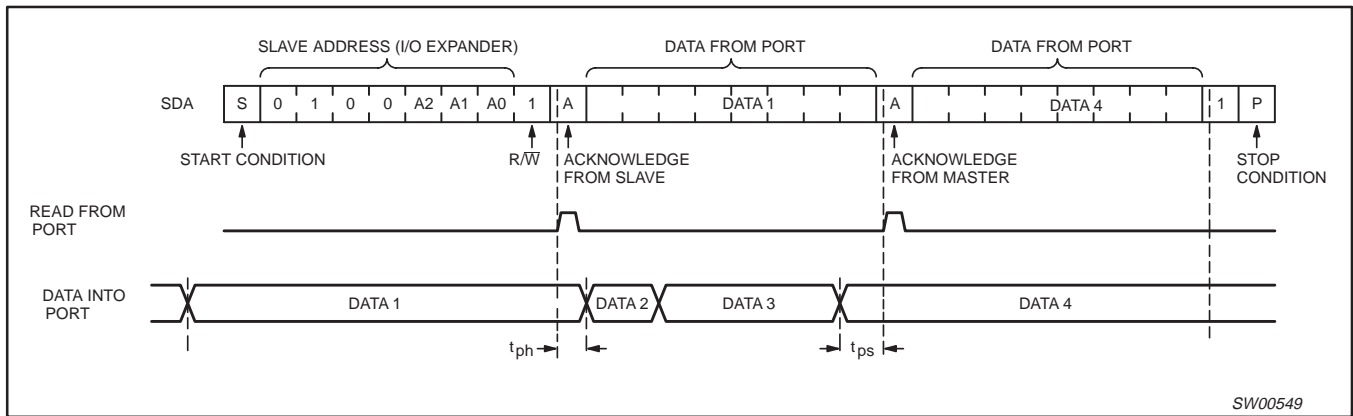 SLAVE ADDRESS (I/O EXPANDER) DATA FROM PORT DATA FROM PORT
SDA S 0 1 0 0 A2 A1 A0 1 A DATA 1 A DATA 4 1 P
START CONDITION R/W̅ ACKNOWLEDGE FROM SLAVE ACKNOWLEDGE FROM MASTER STOP CONDITION
READ FROM
PORT
DATA INTO
PORT
DATA 1 DATA 2 DATA 3 DATA 4
tph tps
SW00549